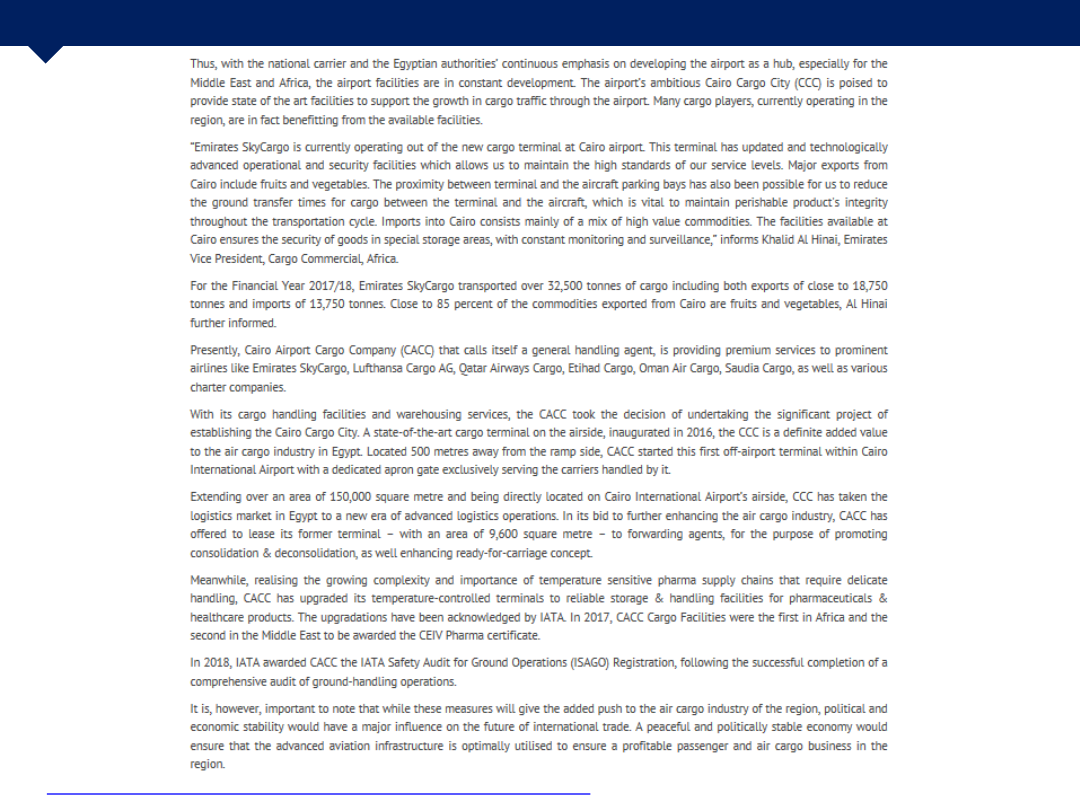 Thus, with the national carrier and the Egyptian authorities' continuous emphasis on developing the airport as a hub, especially for the
Middle East and Africa, the airport facilities are in constant development. The airport's ambitious Cairo Cargo City (CCC) is poised to
provide state of the art facilities to support the growth in cargo traffic through the airport. Many cargo players, currently operating in the
region, are in fact benefitting from the available facilities.
"Emirates SkyCargo is currently operating out of the new cargo terminal at Cairo airport. This terminal has updated and technologically
advanced operational and security facilities which allows us to maintain the high standards of our service levels. Major exports from
Cairo include fruits and vegetables. The proximity between terminal and the aircraft parking bays has also been possible for us to reduce
the ground transfer times for cargo between the terminal and the aircraft, which is vital to maintain perishable product's integrity
throughout the transportation cycle. Imports into Cairo consists mainly of a mix of high value commodities. The facilities available at
Cairo ensures the security of goods in special storage areas, with constant monitoring and surveillance," informs Khalid Al Hinai, Emirates
Vice President, Cargo Commercial, Africa.
For the Financial Year 2017/18, Emirates SkyCargo transported over 32,500 tonnes of cargo including both exports of close to 18,750
tonnes and imports of 13,750 tonnes. Close to 85 percent of the commodities exported from Cairo are fruits and vegetables, Al Hinai
further informed.
Presently, Cairo Airport Cargo Company (CACC) that calls itself a general handling agent, is providing premium services to prominent
airlines like Emirates SkyCargo, Lufthansa Cargo AG, Qatar Airways Cargo, Etihad Cargo, Oman Air Cargo, Saudia Cargo, as well as various
charter companies.
With its cargo handling facilities and warehousing services, the CACC took the decision of undertaking the significant project of
establishing the Cairo Cargo City. A state-of-the-art cargo terminal on the airside, inaugurated in 2016, the CCC is a definite added value
to the air cargo industry in Egypt. Located 500 metres away from the ramp side, CACC started this first off-airport terminal within Cairo
International Airport with a dedicated apron gate exclusively serving the carriers handled by it.
Extending over an area of 150,000 square metre and being directly located on Cairo International Airport's airside, CCC has taken the
logistics market in Egypt to a new era of advanced logistics operations. In its bid to further enhancing the air cargo industry, CACC has
offered to lease its former terminal – with an area of 9,600 square metre – to forwarding agents, for the purpose of promoting
consolidation & deconsolidation, as well enhancing ready-for-carriage concept.
Meanwhile, realising the growing complexity and importance of temperature sensitive pharma supply chains that require delicate
handling, CACC has upgraded its temperature-controlled terminals to reliable storage & handling facilities for pharmaceuticals &
healthcare products. The upgradations have been acknowledged by IATA. In 2017, CACC Cargo Facilities were the first in Africa and the
second in the Middle East to be awarded the CEIV Pharma certificate.
In 2018, IATA awarded CACC the IATA Safety Audit for Ground Operations (ISAGO) Registration, following the successful completion of a
comprehensive audit of ground-handling operations.
It is, however, important to note that while these measures will give the added push to the air cargo industry of the region, political and
economic stability would have a major influence on the future of international trade. A peaceful and politically stable economy would
ensure that the advanced aviation infrastructure is optimally utilised to ensure a profitable passenger and air cargo business in the
region.